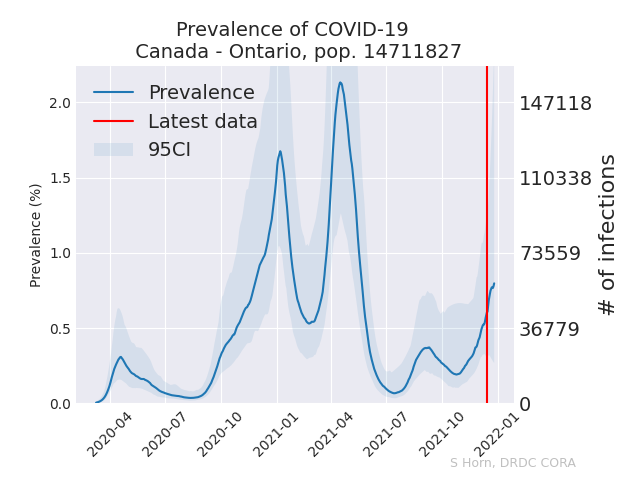 Prevalence of COVID-19
Canada - Ontario, pop. 14711827
Prevalence
Latest data
95CI
Prevalence (%)
2.0
1.5
1.0
0.5
0.0
147118
110338
73559
36779
0
# of infections
2020-04
2020-07
2020-10
2021-01
2021-04
2021-07
2021-10
2022-01
S Horn, DRDC CORA